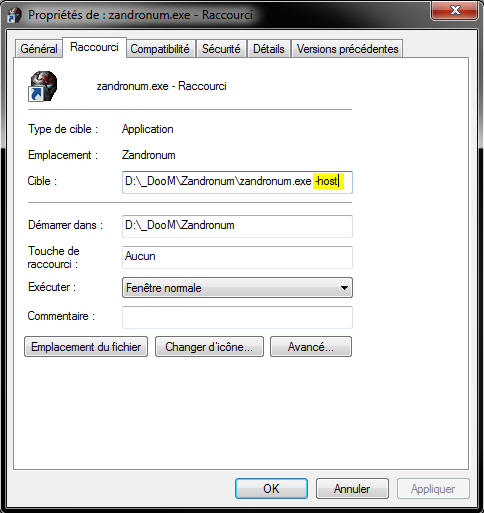 Propriétés de : zandronum.exe - Raccourci
Général Raccourci Compatibilité Sécurité Détails Versions précédentes
zandronum.exe - Raccourci
Type de cible : Application
Emplacement : Zandronum
Cible : D:\_DooM\Zandronum\zandronum.exe -host
Démarrer dans : D:\_DooM\Zandronum
Touche de
raccourci : Aucun
Exécuter : Fenêtre normale
Commentaire :
Emplacement du fichier Changer d'icône... Avancé...
OK Annuler Appliquer